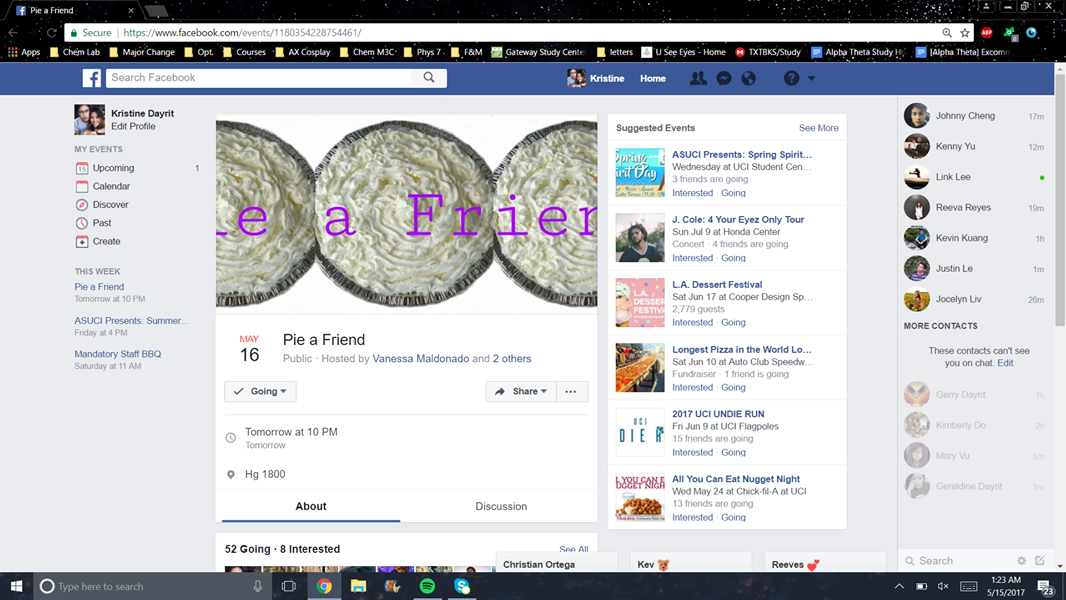 Pie a Friend
Secure
https://www.facebook.com/events/1180354228754461/
Apps
Chem Lab
Major Change
Opt.
Courses
AX Cosplay
Chem M3C
Phys 7
F&M
Gateway Study Cente
letters
U See Eyes - Home
TXTBKS/Study
Alpha Theta Study H
[Alpha Theta] Excomm
Search Facebook
Kristine
Home
Kristine Dayrit
Edit Profile
MY EVENTS
Upcoming 1
Calendar
Discover
Past
Create
THIS WEEK
Pie a Friend
Tomorrow at 10 PM
ASUCI Presents: Summer...
Friday at 4 PM
Mandatory Staff BBQ
Saturday at 11 AM
ie a Frien
MAY
16
Pie a Friend
Public · Hosted by Vanessa Maldonado and 2 others
Going
Share
...
Tomorrow at 10 PM
Tomorrow
Hg 1800
About
Discussion
52 Going · 8 Interested
See All
Suggested Events
See More
ASUCI Presents: Spring Spirit...
Wednesday at UCI Student Cen...
3 friends are going
Interested · Going
J. Cole: 4 Your Eyez Only Tour
Sun Jul 9 at Honda Center
Concert · 4 friends are going
Interested · Going
L.A. DESSERT FESTIVA
L.A. Dessert Festival
Sat Jun 17 at Cooper Design Sp...
2,779 guests
Interested · Going
Longest Pizza in the World Lo...
Sat Jun 10 at Auto Club Speedw...
Fundraiser · 1 friend is going
Interested · Going
UCI
DIE R
2017 UCI UNDIE RUN
Fri Jun 9 at UCI Flagpoles
15 friends are going
Interested · Going
All You Can Eat Nugget Night
Wed May 24 at Chick-fil-A at UCI
13 friends are going
Interested · Going
Johnny Cheng 17m
Kenny Yu 12m
Link Lee
Reeva Reyes 19m
Kevin Kuang 1h
Justin Le 1m
Jocelyn Liv 26m
MORE CONTACTS
These contacts can't see
you on chat. Edit
Gerry Dayrit 1h
Kimberly Do 2h
Mary Vu 5m
Geraldine Dayrit 1m
Search
Christian Ortega
Kev
Reeves
Type here to search
1:23 AM
5/15/2017
23